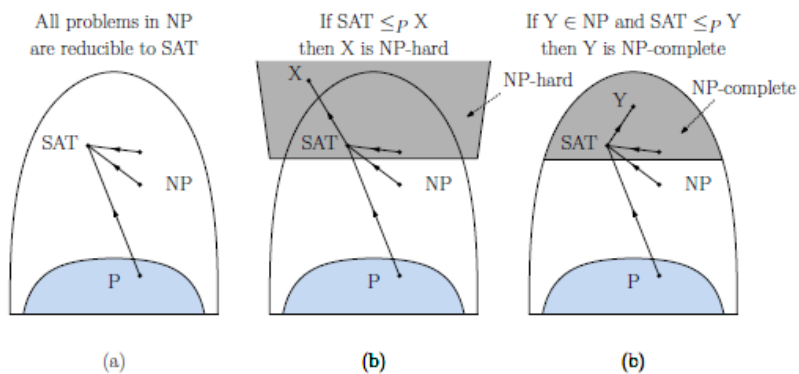 All problems in NP
are reducible to SAT
If SAT ≤P X
then X is NP-hard
If Y ∈ NP and SAT ≤P Y
then Y is NP-complete
SAT
NP
P
(a)
X
NP-hard
SAT
NP
P
(b)
Y
NP-complete
SAT
NP
P
(b)